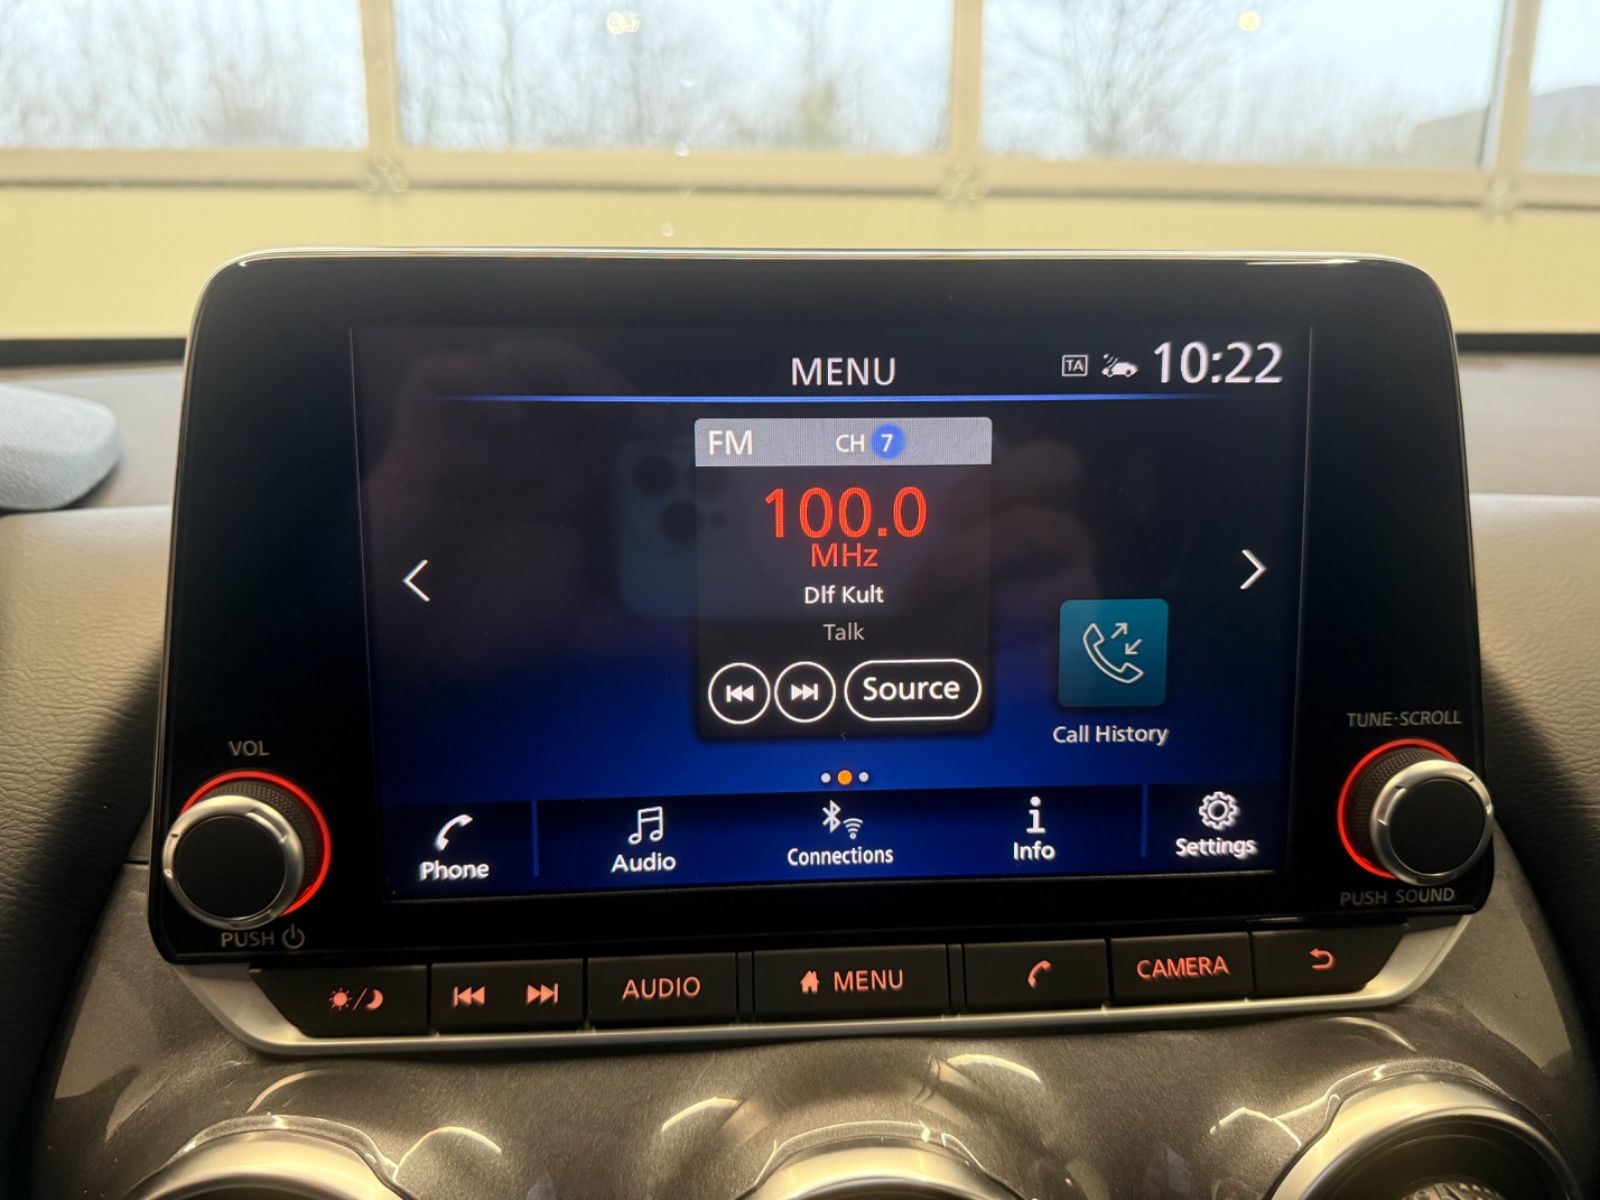 MENU
TA 10:22
FM CH 7
100.0
MHz
Dlf Kult
Talk
Source
Call History
Phone
Audio
Connections
Info
Settings
VOL
PUSH
TUNE·SCROLL
PUSH SOUND
AUDIO
MENU
CAMERA